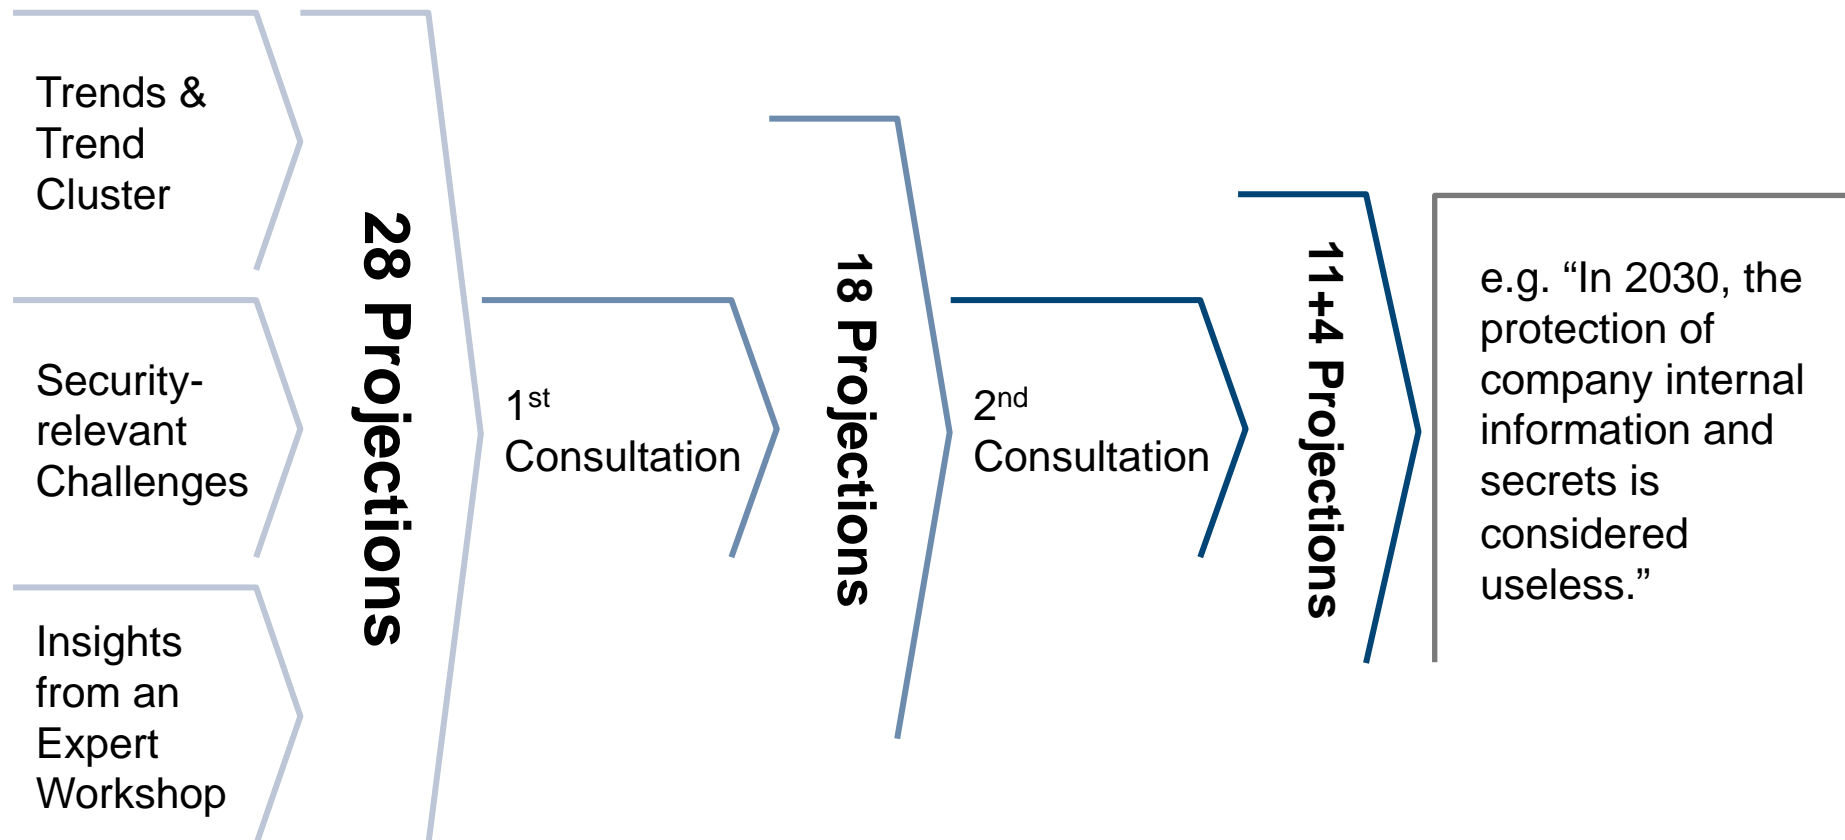 Trends &
Trend
Cluster
Security-
relevant
Challenges
Insights
from an
Expert
Workshop
28 Projections
1st
Consultation
18 Projections
2nd
Consultation
11+4 Projections
e.g. “In 2030, the
protection of
company internal
information and
secrets is
considered
useless.”